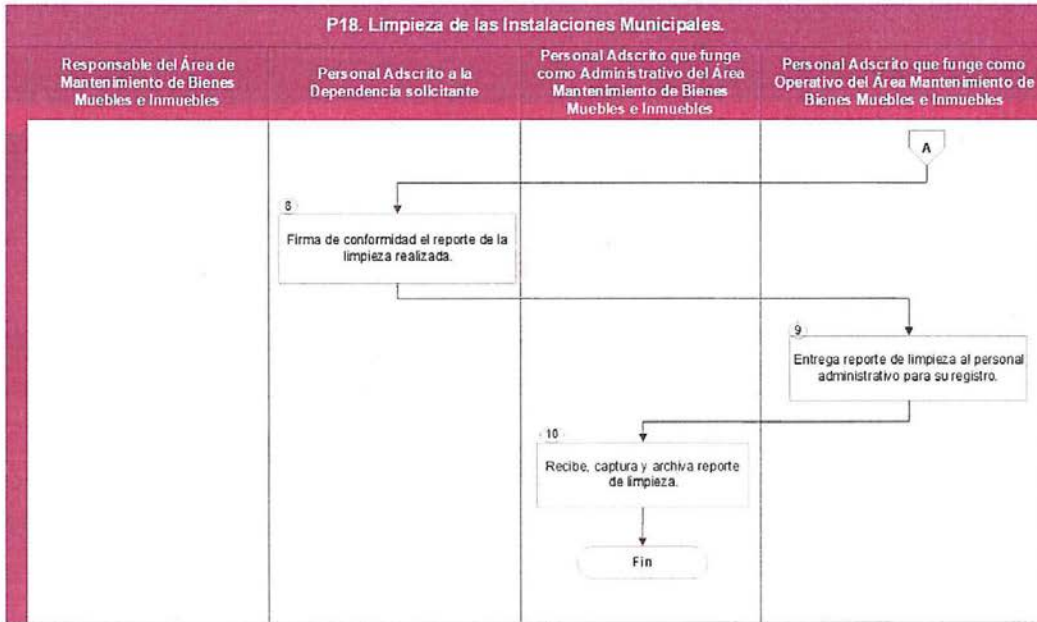 P18. Limpieza de las Instalaciones Municipales.
Responsable del Área de
Mantenimiento de Bienes
Muebles e Inmuebles
Personal Adscrito a la
Dependencia solicitante
Personal Adscrito que funge
como Administrativo del Área
Mantenimiento de Bienes
Muebles e Inmuebles
Personal Adscrito que funge como
Operativo del Área Mantenimiento de
Bienes Muebles e Inmuebles
A
8
Firma de conformidad el reporte de la
limpieza realizada.
9
Entrega reporte de limpieza al personal
administrativo para su registro.
10
Recibe, captura y archiva reporte
de limpieza.
Fin